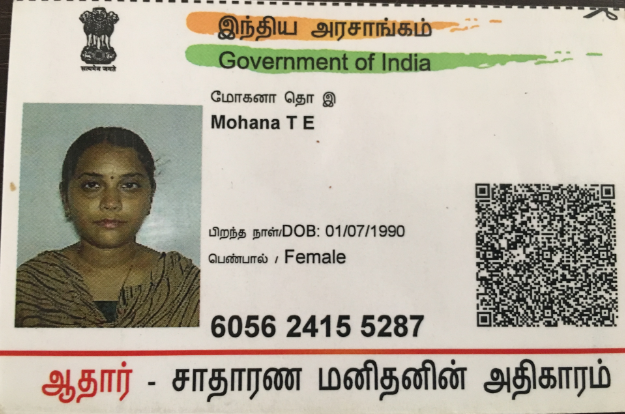 இந்திய அரசாங்கம்
Government of India
सत्यमेव जयते
மோகனா தொ இ
Mohana T E
பிறந்த நாள்/DOB: 01/07/1990
பெண்பால் / Female
6056 2415 5287
ஆதார் - சாதாரண மனிதனின் அதிகாரம்